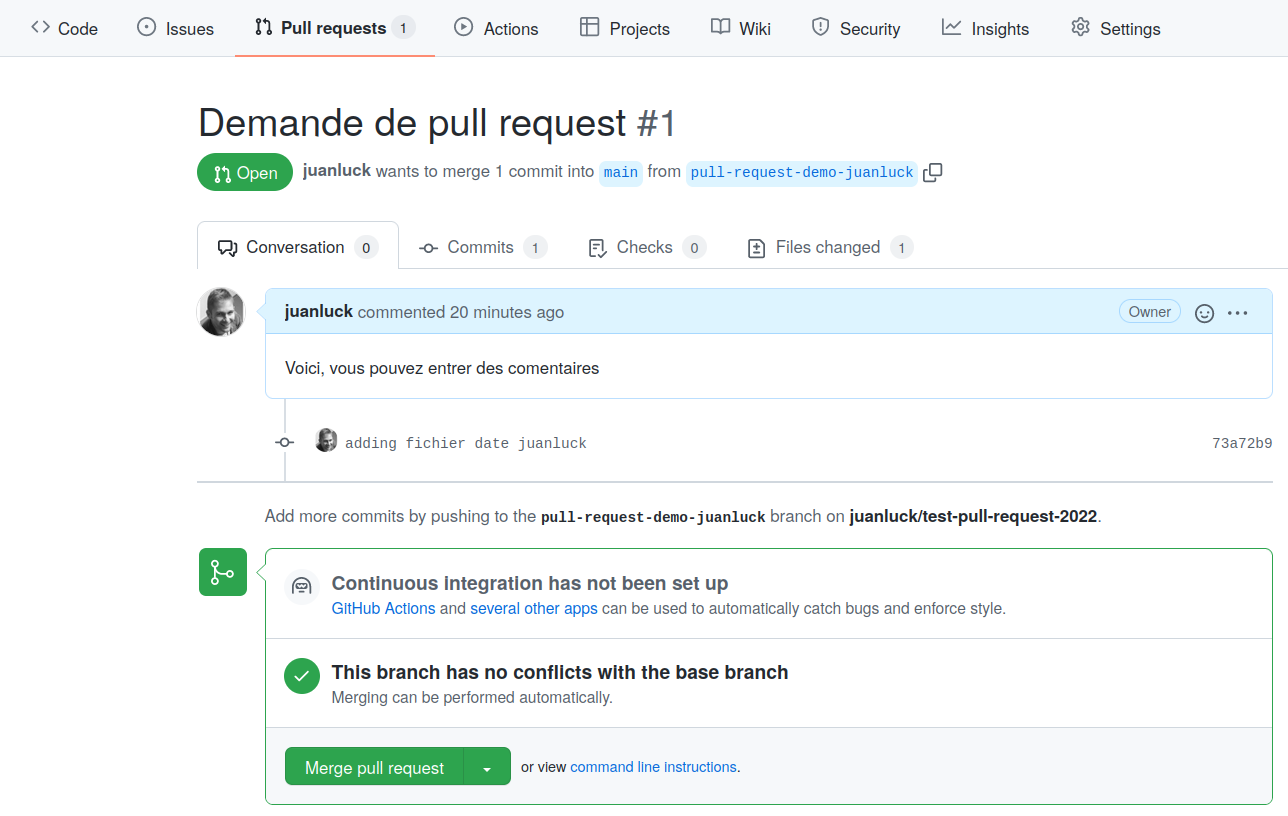 Code Issues Pull requests 1 Actions Projects Wiki Security Insights Settings
Demande de pull request #1
Open juanluck wants to merge 1 commit into main from pull-request-demo-juanluck
Conversation 0 Commits 1 Checks 0 Files changed 1
juanluck commented 20 minutes ago Owner
Voici, vous pouvez entrer des comentaires
adding fichier date juanluck 73a72b9
Add more commits by pushing to the pull-request-demo-juanluck branch on juanluck/test-pull-request-2022.
Continuous integration has not been set up
GitHub Actions and several other apps can be used to automatically catch bugs and enforce style.
This branch has no conflicts with the base branch
Merging can be performed automatically.
Merge pull request or view command line instructions.